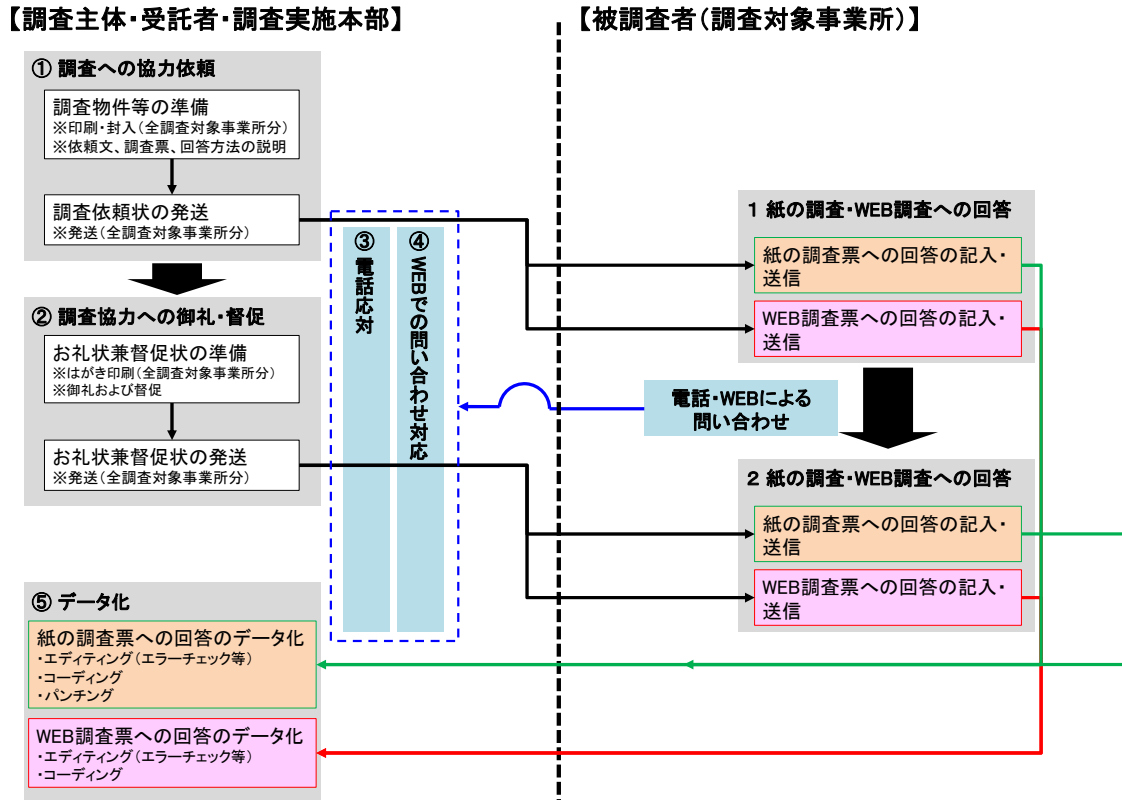 【調査主体・受託者・調査実施本部】
【被調査者(調査対象事業所)】
① 調査への協力依頼
調査物件等の準備
※印刷・封入(全調査対象事業所分)
※依頼文、調査票、回答方法の説明
調査依頼状の発送
※発送(全調査対象事業所分)
② 調査協力への御礼・督促
お礼状兼督促状の準備
※はがき印刷(全調査対象事業所分)
※御礼および督促
お礼状兼督促状の発送
※発送(全調査対象事業所分)
③ 電話応対
④ WEBでの問い合わせ対応
1 紙の調査・WEB調査への回答
紙の調査票への回答の記入・
送信
WEB調査票への回答の記入・
送信
電話・WEBによる
問い合わせ
2 紙の調査・WEB調査への回答
紙の調査票への回答の記入・
送信
WEB調査票への回答の記入・
送信
⑤ データ化
紙の調査票への回答のデータ化
・エディティング(エラーチェック等)
・コーディング
・パンチング
WEB調査票への回答のデータ化
・エディティング(エラーチェック等)
・コーディング